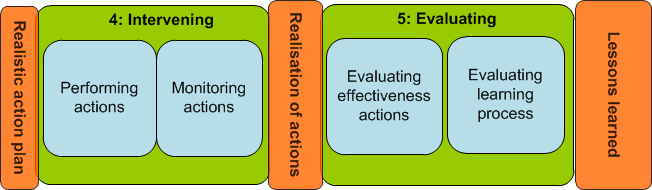 Realistic action plan
4: Intervening
Performing
actions
Monitoring
actions
Realisation of actions
5: Evaluating
Evaluating
effectiveness
actions
Evaluating
learning
process
Lessons learned